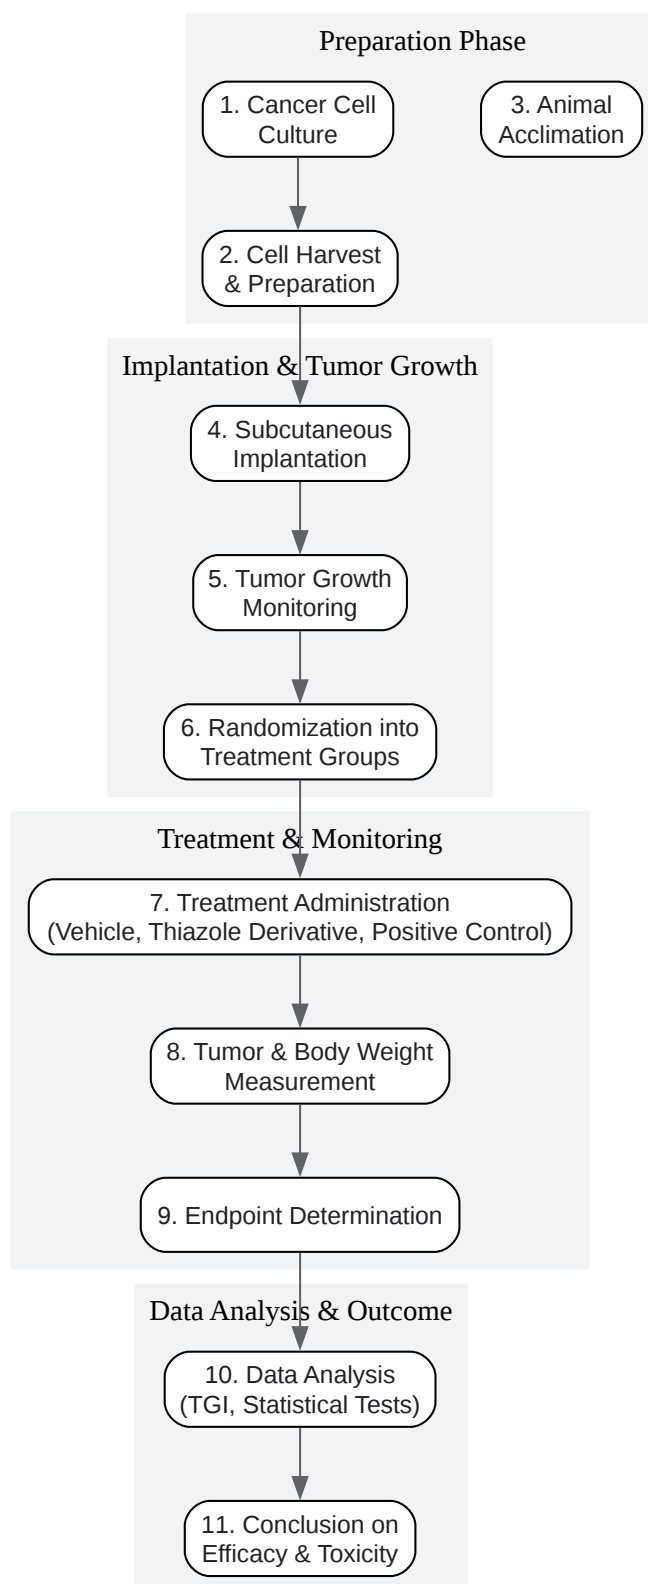 Preparation Phase
1. Cancer Cell
Culture
3. Animal
Acclimation
2. Cell Harvest
& Preparation
Implantation & Tumor Growth
4. Subcutaneous
Implantation
5. Tumor Growth
Monitoring
6. Randomization into
Treatment Groups
Treatment & Monitoring
7. Treatment Administration
(Vehicle, Thiazole Derivative, Positive Control)
8. Tumor & Body Weight
Measurement
9. Endpoint Determination
Data Analysis & Outcome
10. Data Analysis
(TGI, Statistical Tests)
11. Conclusion on
Efficacy & Toxicity